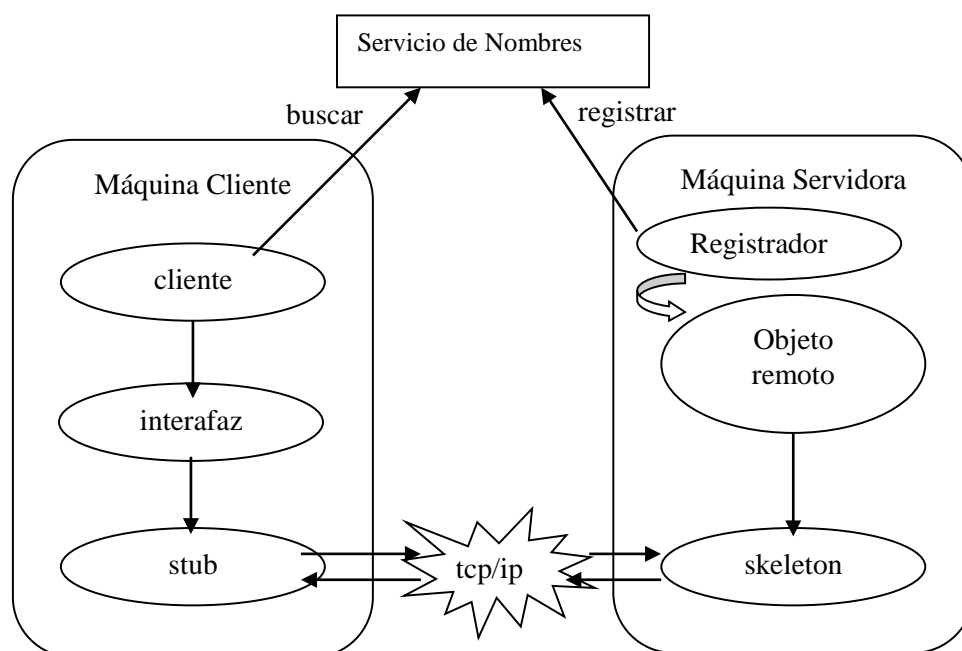 Servicio de Nombres
buscar
registrar
Máquina Cliente
Máquina Servidora
Registrador
cliente
Objeto
remoto
interafaz
stub
tcp/ip
skeleton